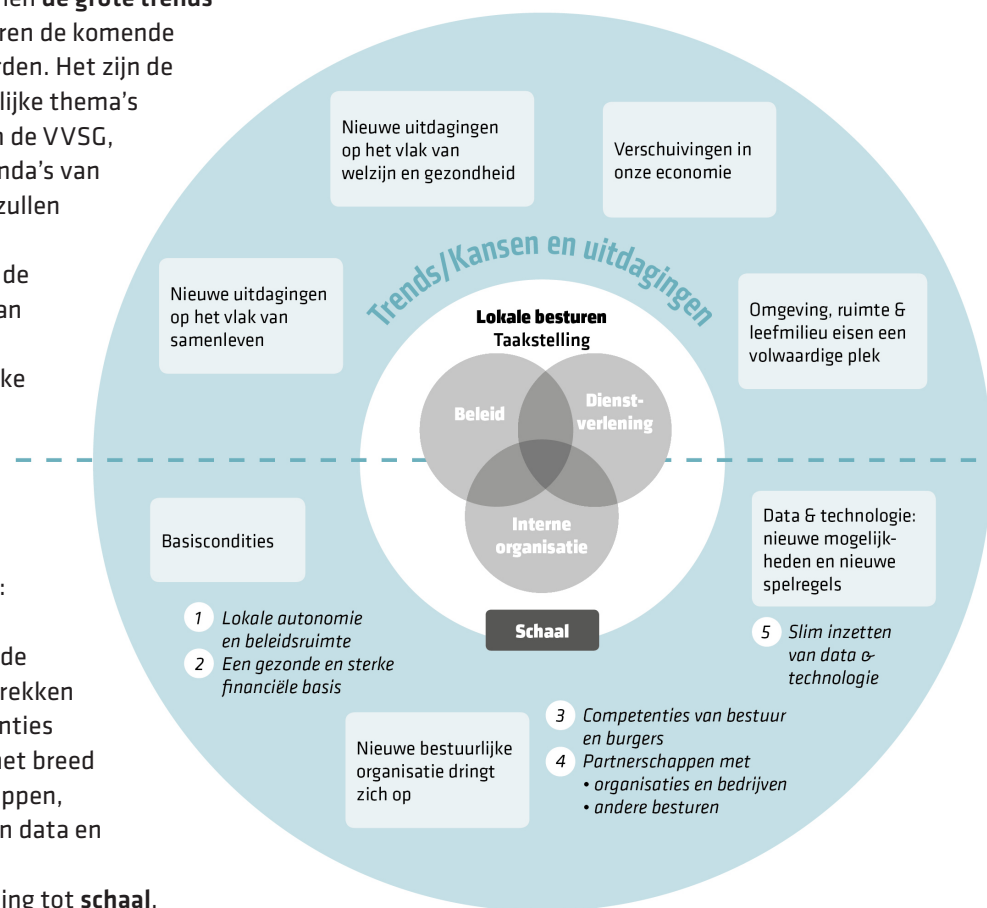 de grote trends
ren de komende
rden. Het zijn de
lijke thema's
n de VVSG,
nda's van
zullen
de
an
ke
:
de
rekken
nties
net breed
ppen,
n data en
ing tot schaal.
Nieuwe uitdagingen
op het vlak van
welzijn en gezondheid
Verschuivingen in
onze economie
Trends/Kansen en uitdagingen
Nieuwe uitdagingen
op het vlak van
samenleven
Lokale besturen
Taakstelling
Omgeving, ruimte &
leefmilieu eisen een
volwaardige plek
Beleid
Dienst-
verlening
Interne
organisatie
Schaal
Basiscondities
1 Lokale autonomie
en beleidsruimte
2 Een gezonde en sterke
financiële basis
Data & technologie:
nieuwe mogelijk-
heden en nieuwe
spelregels
5 Slim inzetten
van data &
technologie
Nieuwe bestuurlijke
organisatie dringt
zich op
3 Competenties van bestuur
en burgers
4 Partnerschappen met
• organisaties en bedrijven
• andere besturen